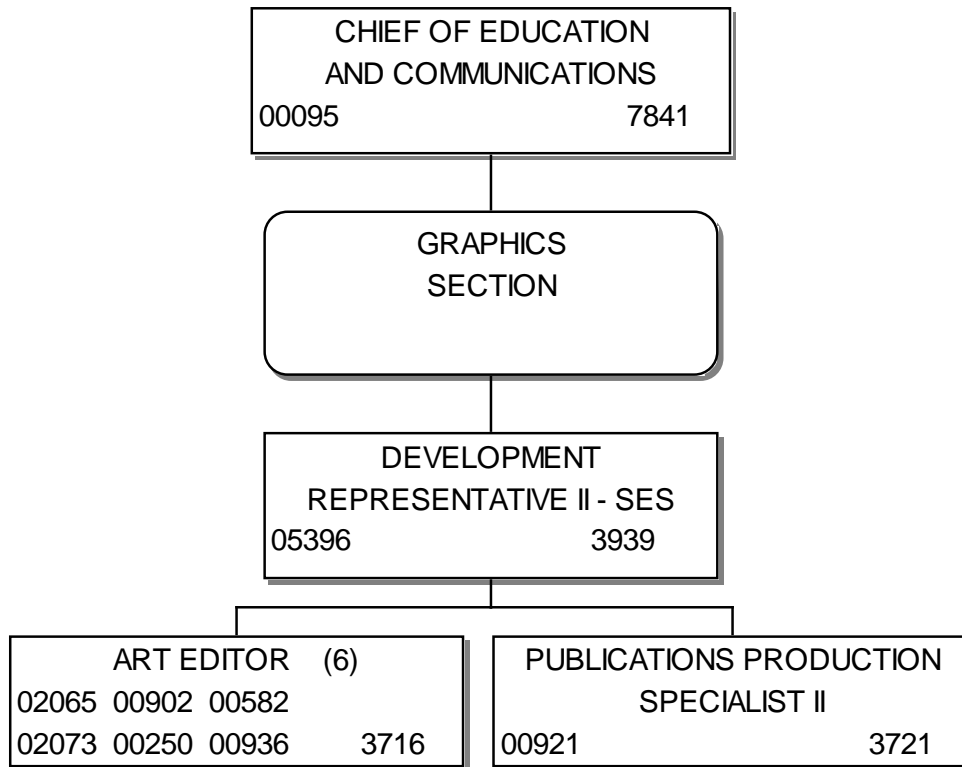 CHIEF OF EDUCATION
AND COMMUNICATIONS
00095 7841
GRAPHICS
SECTION
DEVELOPMENT
REPRESENTATIVE II - SES
05396 3939
ART EDITOR (6)
02065 00902 00582
02073 00250 00936 3716
PUBLICATIONS PRODUCTION
SPECIALIST II
00921 3721